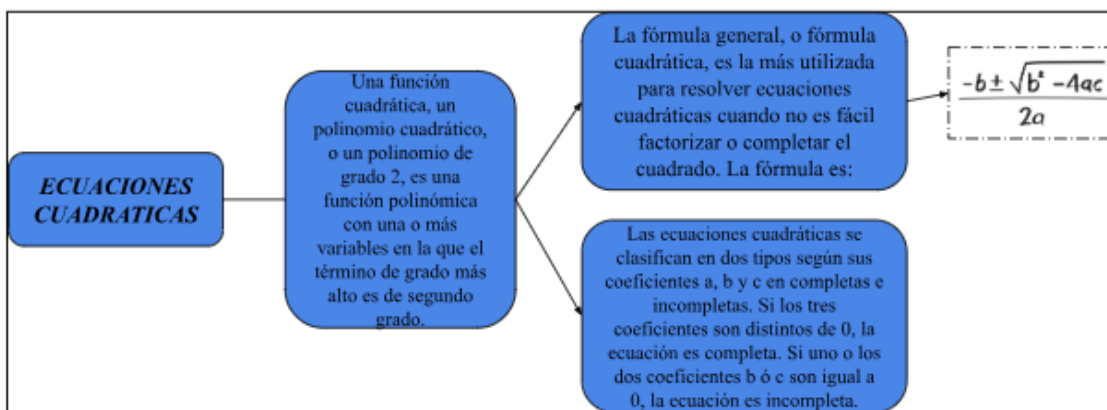 ECUACIONES
CUADRATICAS
Una función
cuadrática, un
polinomio cuadrático,
o un polinomio de
grado 2, es una
función polinómica
con una o más
variables en la que el
término de grado más
alto es de segundo
grado.
La fórmula general, o fórmula
cuadrática, es la más utilizada
para resolver ecuaciones
cuadráticas cuando no es fácil
factorizar o completar el
cuadrado. La fórmula es:
-b ± √b² -4ac
2a
Las ecuaciones cuadráticas se
clasifican en dos tipos según sus
coeficientes a, b y c en completas e
incompletas. Si los tres
coeficientes son distintos de 0, la
ecuación es completa. Si uno o los
dos coeficientes b ó c son igual a
0, la ecuación es incompleta.